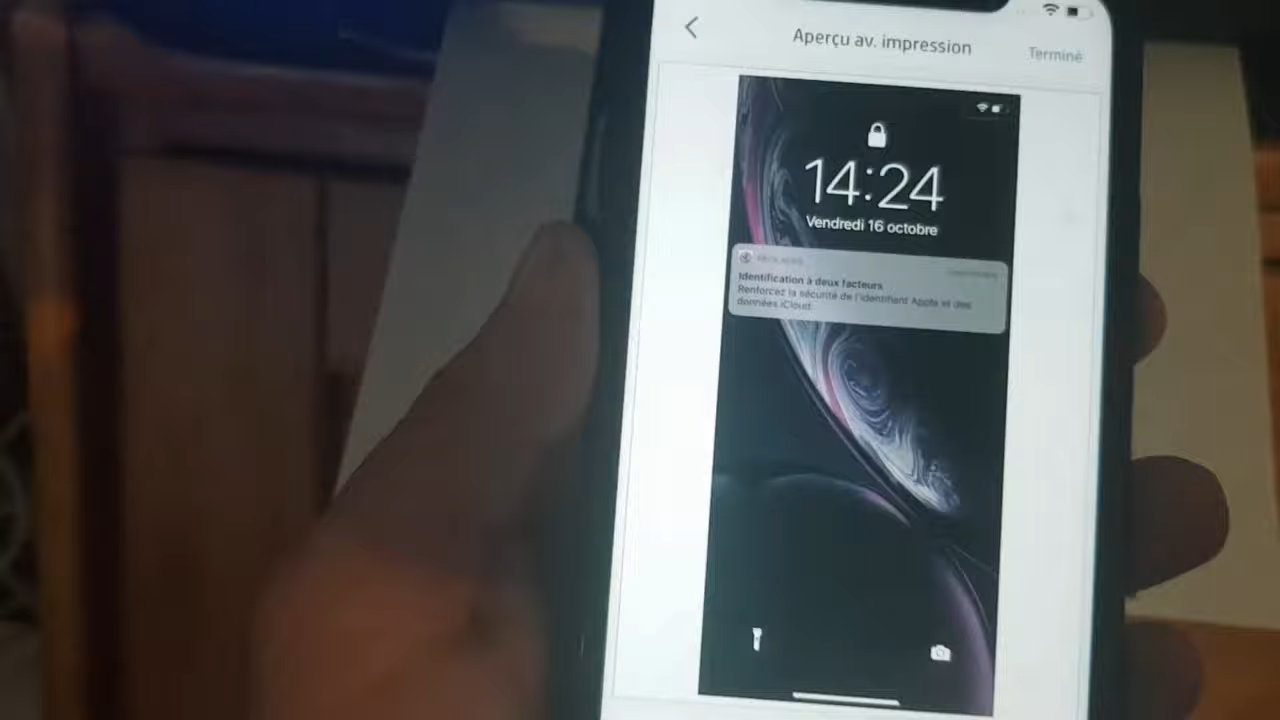 Aperçu av. impression
Terminé
14:24
Vendredi 16 octobre
Identification à deux facteurs
Renforcez la sécurité de l'identifiant Apple et des
données iCloud.